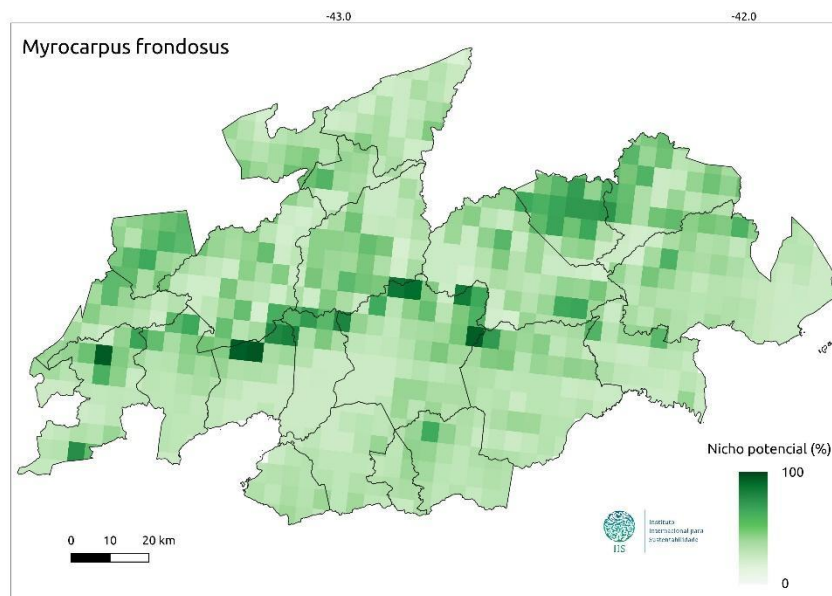 -43.0
-42.0
Myrocarpus frondosus
Nicho potencial (%)
100
0
0 10 20 km
Instituto
Internacional para
Sustentabilidade
IIS